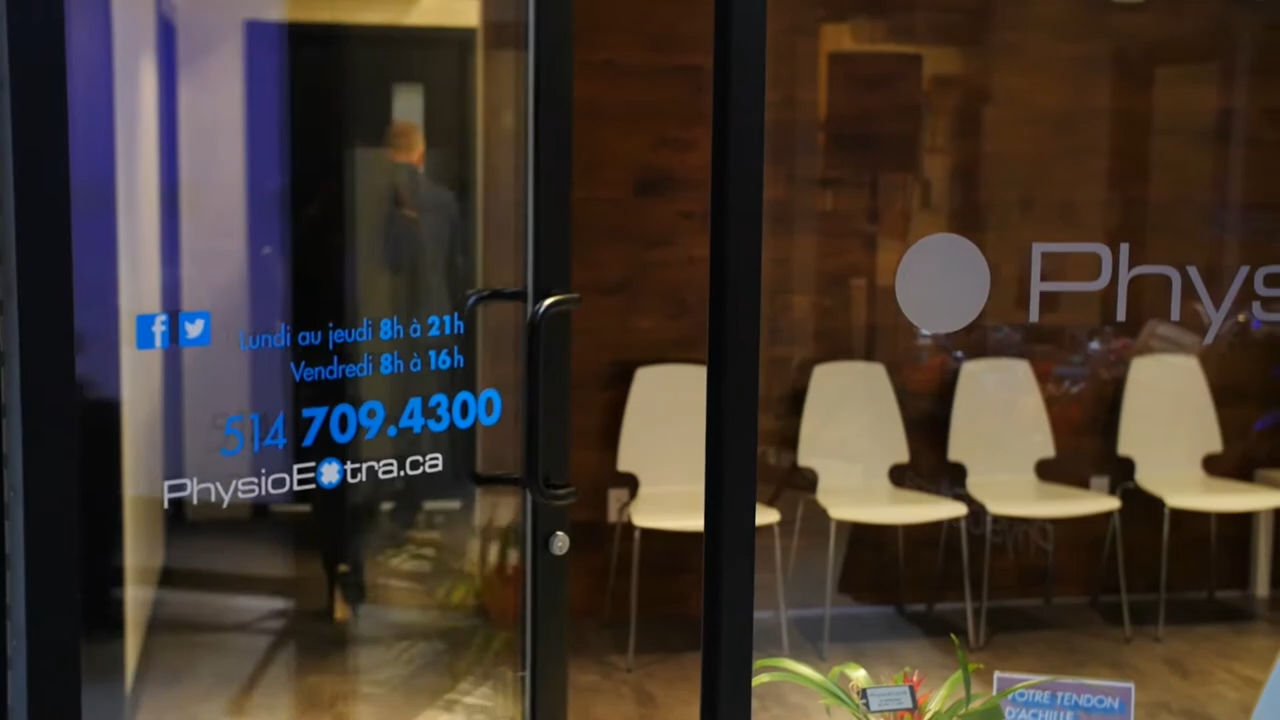 Lundi au jeudi 8h à 21h
Vendredi 8h à 16h
514 709.4300
PhysioExtra.ca
Phys
VOTRE TENDON
D'ACHILLE